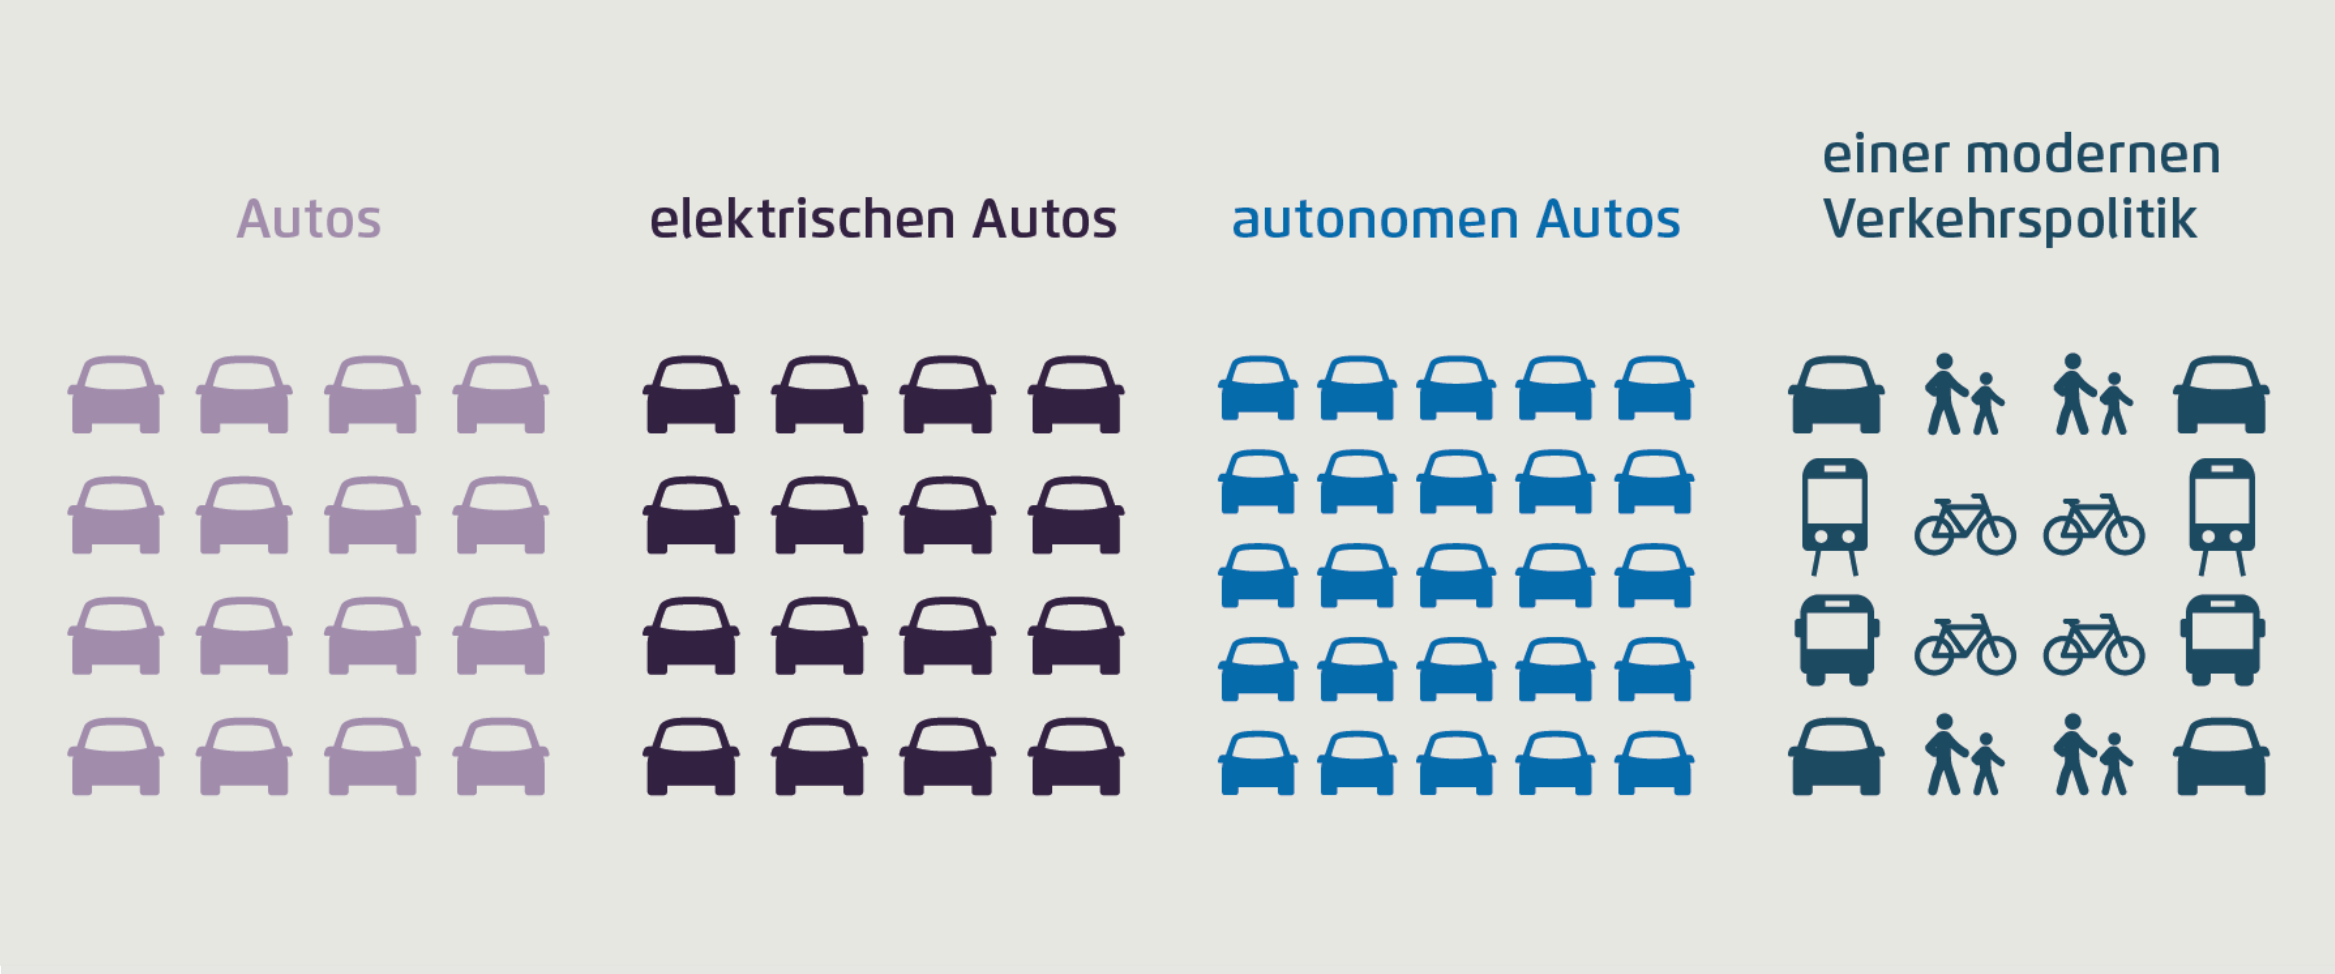 Autos
elektrischen Autos
autonomen Autos
einer modernen
Verkehrspolitik